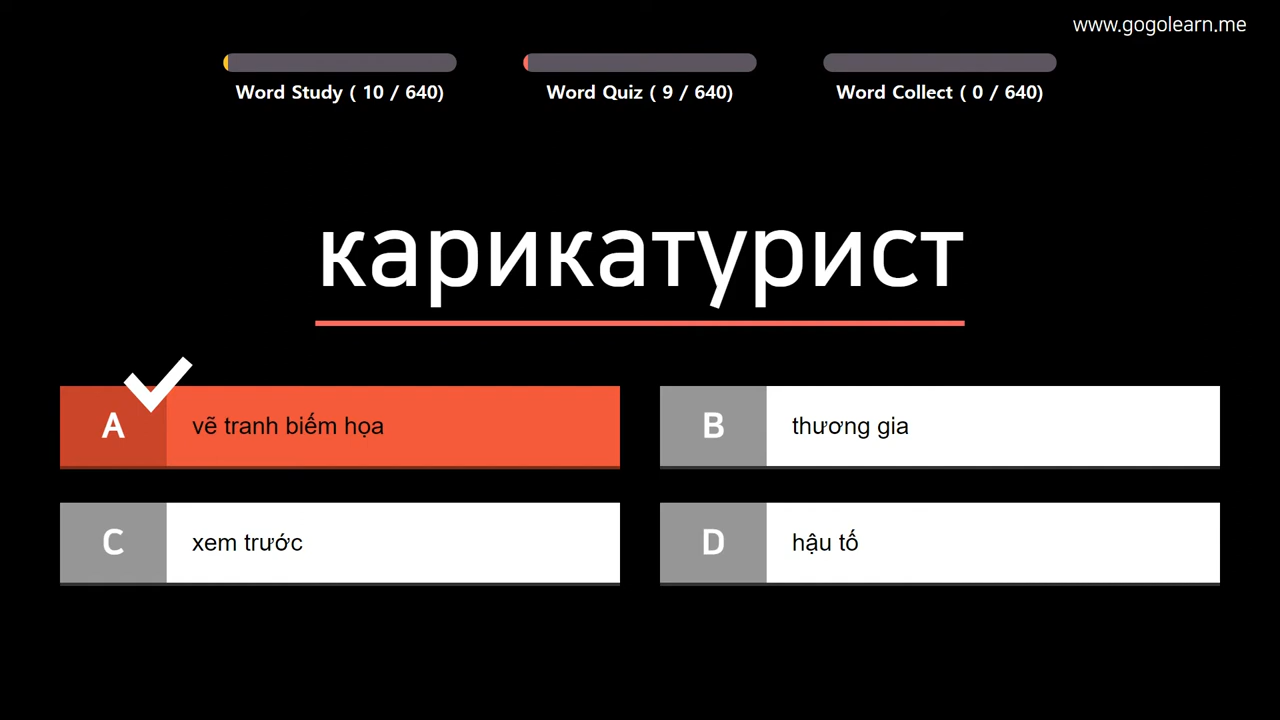 www.gogolearn.me
Word Study ( 10 / 640)
Word Quiz ( 9 / 640)
Word Collect ( 0 / 640)
карикатурист
A vẽ tranh biếm họa
B thương gia
C xem trước
D hậu tố